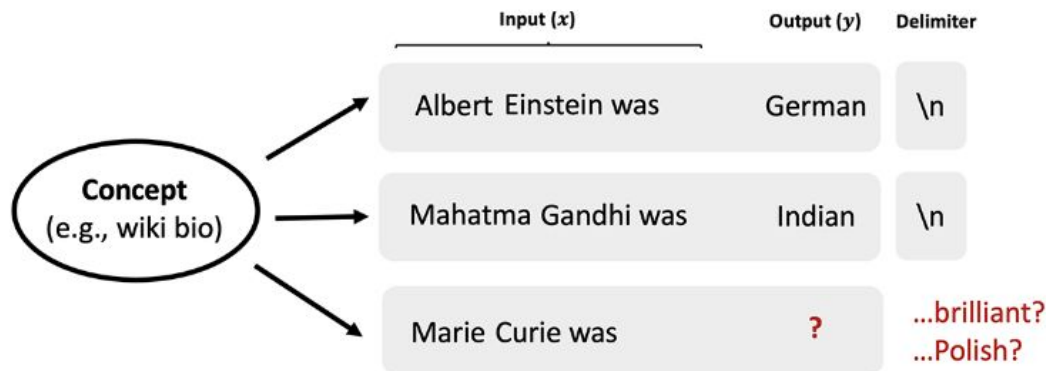 Input (x) Output (y) Delimiter
Albert Einstein was German \n
Concept
(e.g., wiki bio)
Mahatma Gandhi was Indian \n
Marie Curie was ?
...brilliant?
...Polish?